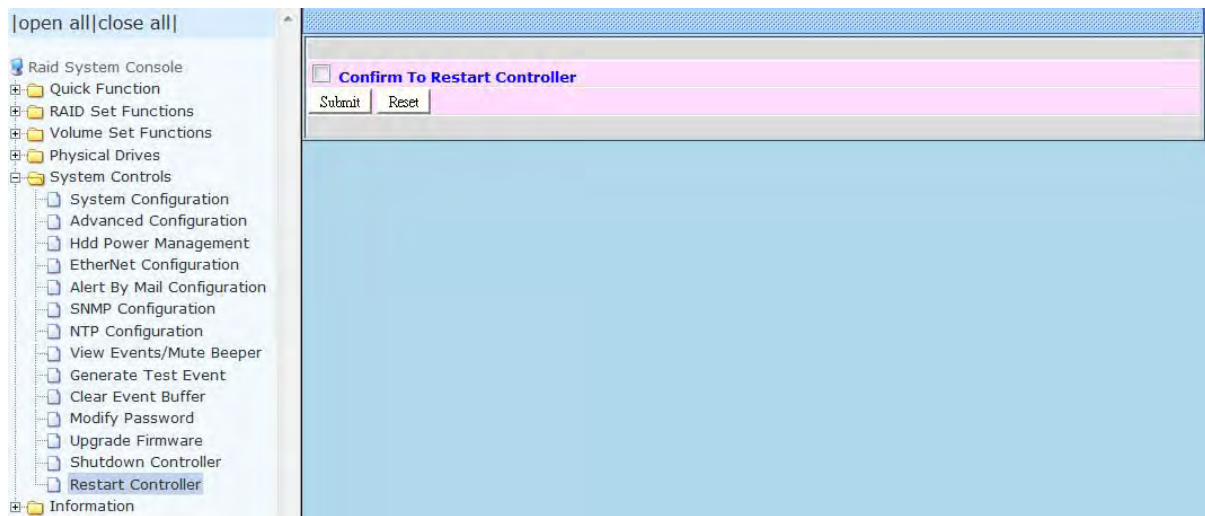 |open all|close all|
Raid System Console
Quick Function
RAID Set Functions
Volume Set Functions
Physical Drives
System Controls
System Configuration
Advanced Configuration
Hdd Power Management
EtherNet Configuration
Alert By Mail Configuration
SNMP Configuration
NTP Configuration
View Events/Mute Beeper
Generate Test Event
Clear Event Buffer
Modify Password
Upgrade Firmware
Shutdown Controller
Restart Controller
Information
Confirm To Restart Controller
Submit Reset